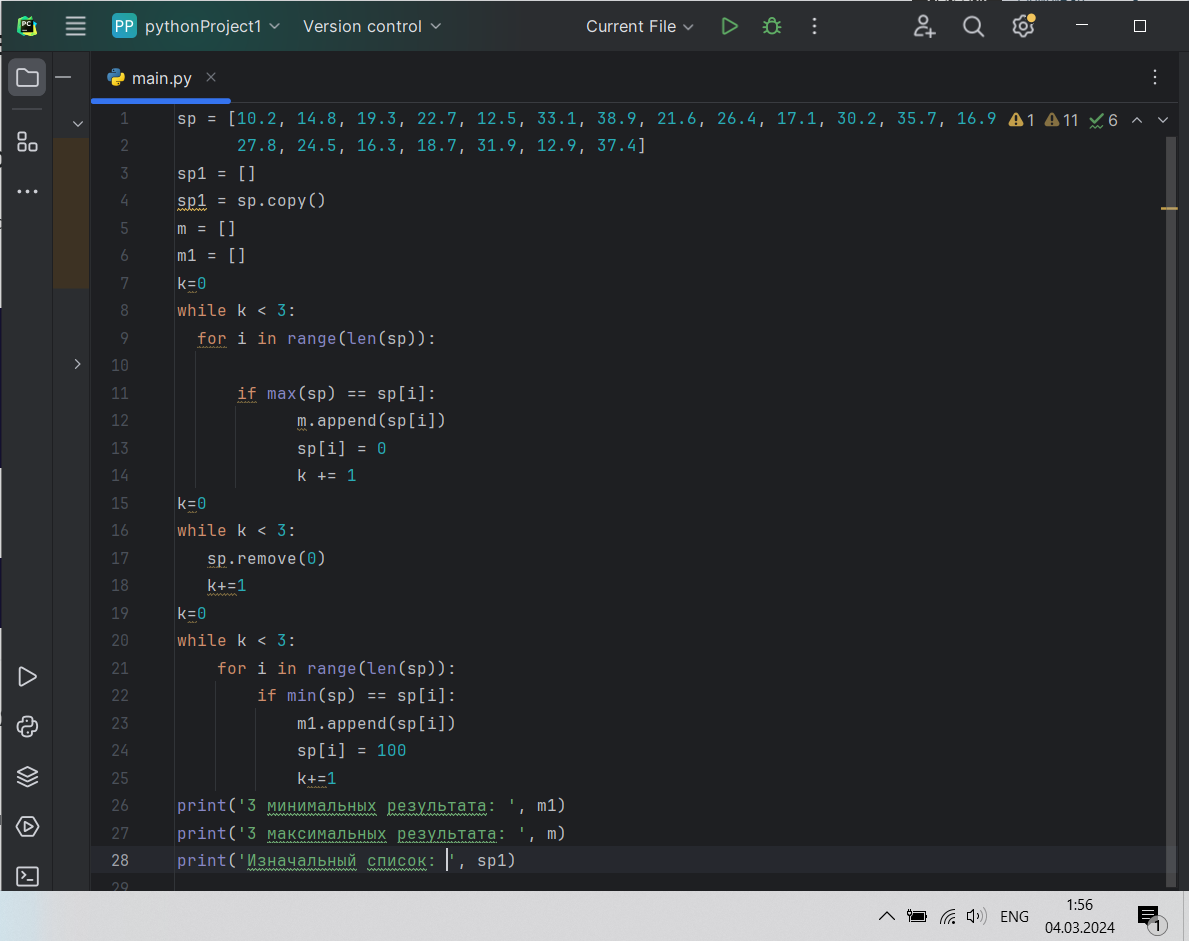 PP pythonProject1 Version control Current File
main.py
1 sp = [10.2, 14.8, 19.3, 22.7, 12.5, 33.1, 38.9, 21.6, 26.4, 17.1, 30.2, 35.7, 16.9 1 11 6
2 27.8, 24.5, 16.3, 18.7, 31.9, 12.9, 37.4]
3 sp1 = []
4 sp1 = sp.copy()
5 m = []
6 m1 = []
7 k=0
8 while k < 3:
9 for i in range(len(sp)):
10
11 if max(sp) == sp[i]:
12 m.append(sp[i])
13 sp[i] = 0
14 k += 1
15 k=0
16 while k < 3:
17 sp.remove(0)
18 k+=1
19 k=0
20 while k < 3:
21 for i in range(len(sp)):
22 if min(sp) == sp[i]:
23 m1.append(sp[i])
24 sp[i] = 100
25 k+=1
26 print('3 минимальных результата: ', m1)
27 print('3 максимальных результата: ', m)
28 print('Изначальный список: ', sp1)
29
ENG 1:56
04.03.2024 1